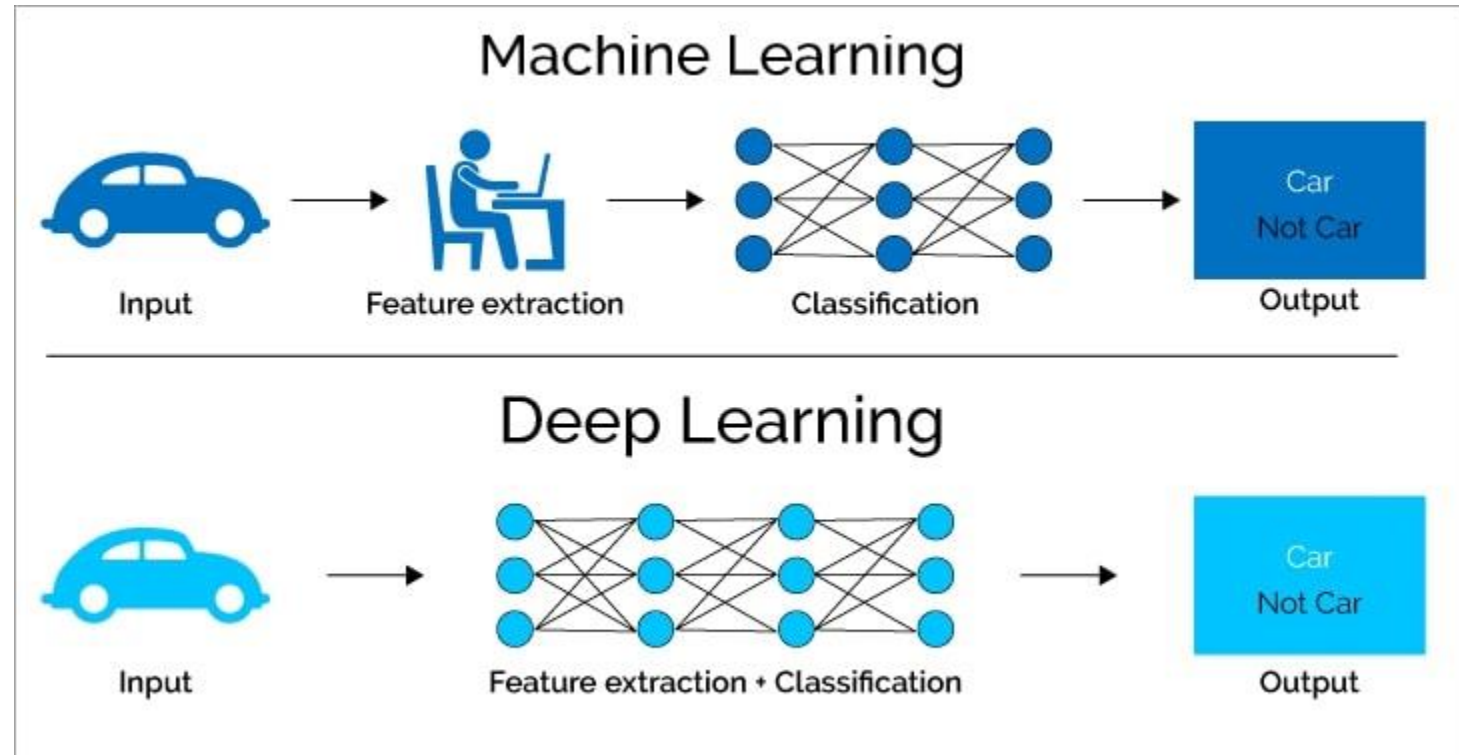 Machine Learning
Car
Not Car
Input
Feature extraction
Classification
Output
Deep Learning
Car
Not Car
Input
Feature extraction + Classification
Output